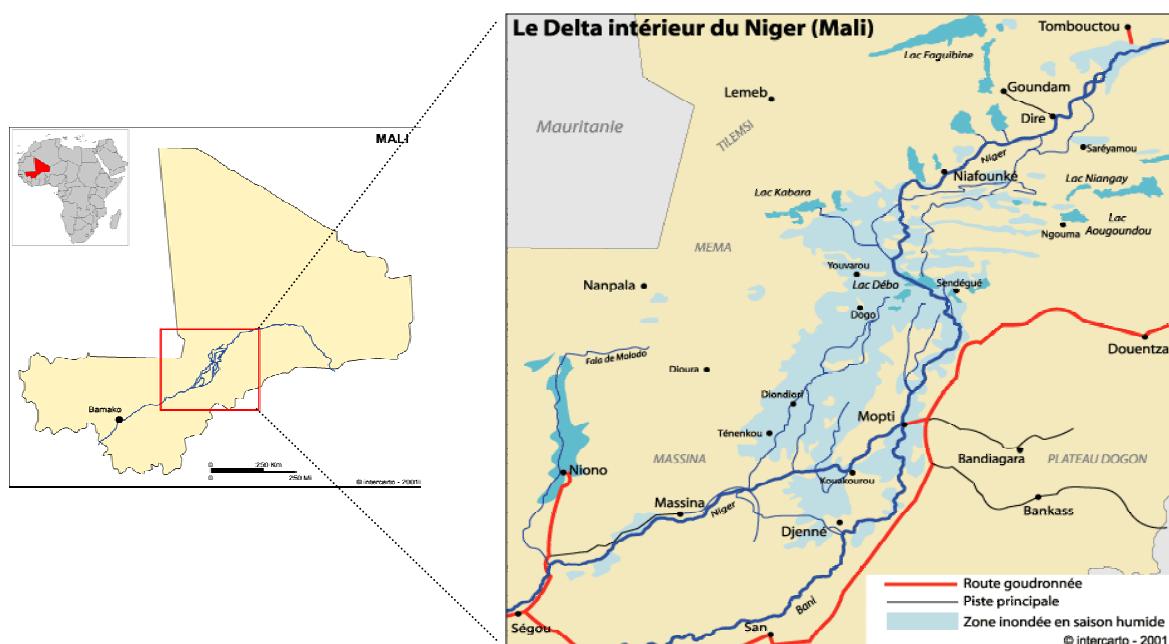 MALI
Bamako
0 250 Km
0 250 Mi
© intercarto - 2001
Le Delta intérieur du Niger (Mali)
Tombouctou
Lac Faguibine
Goundam
Lemeb
Dire
Mauritanie
TILEMSI
Niger
Saréyamou
Niafounké
Lac Niangay
Lac Kabara
Lac
Aougoundou
Ngouma
MEMA
Youvarou
Nanpala
Lac Débo
Sendégué
Dogo
Douentza
Fala de Molodo
Dioura
Diondiori
Mopti
Ténenkou
Bandiagara
MASSINA
PLATEAU DOGON
Niono
Kouakourou
Bankass
Massina
Niger
Djenné
Bani
Ségou
San
Route goudronnée
Piste principale
Zone inondée en saison humide
© intercarto - 2001